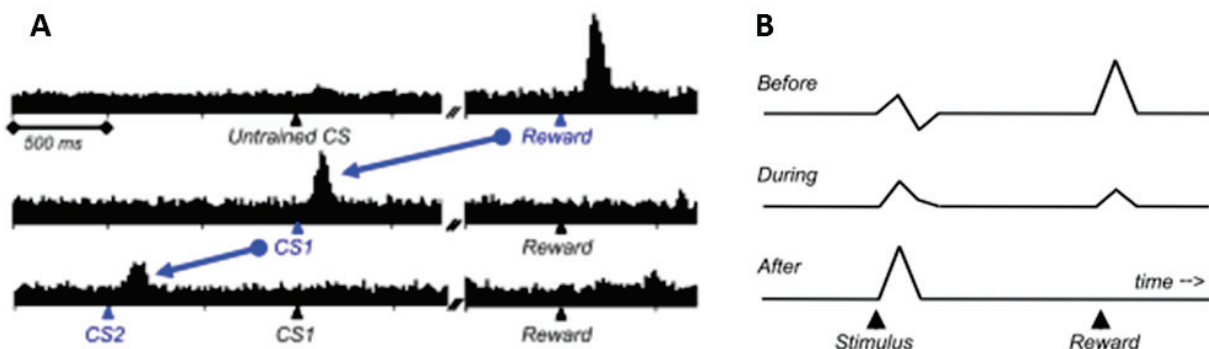 A
Untrained CS
Reward
500 ms
CS1
Reward
CS2
CS1
Reward
B
Before
During
After
time -->
Stimulus
Reward